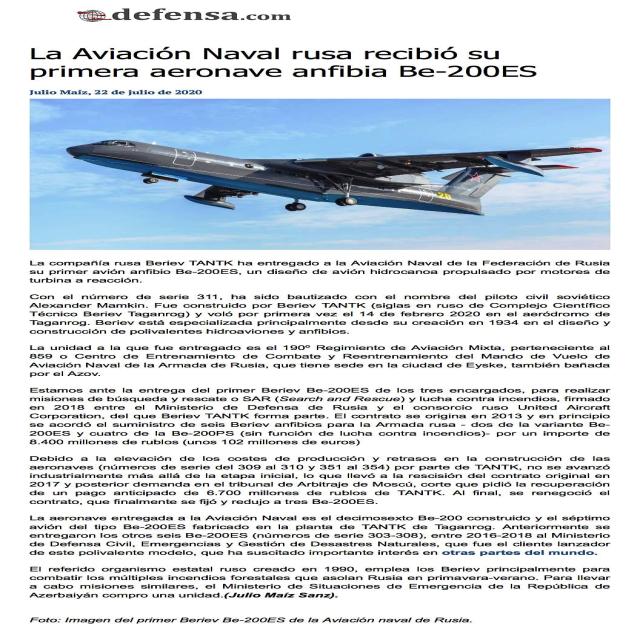 defensa.com
La Aviación Naval rusa recibió su
primera aeronave anfibia Be-200ES
Julio Maíz, 22 de julio de 2020
La compañía rusa Beriev TANTK ha entregado a la Aviación Naval de la Federación de Rusia
su primer avión anfibio Be-200ES, un diseño de avión hidrocanoa propulsado por motores de
turbina a reacción.
Con el número de serie 311, ha sido bautizado con el nombre del piloto civil soviético
Alexander Mamkin. Fue construido por Beriev TANTK (siglas en ruso de Complejo Científico
Técnico Beriev Taganrog) y voló por primera vez el 14 de febrero 2020 en el aeródromo de
Taganrog. Beriev está especializada principalmente desde su creación en 1934 en el diseño y
construcción de polivalentes hidroaviones y anfibios.
La unidad a la que fue entregado es el 190º Regimiento de Aviación Mixta, perteneciente al
859 o Centro de Entrenamiento de Combate y Reentrenamiento del Mando de Vuelo de
Aviación Naval de la Armada de Rusia, que tiene sede en la ciudad de Eyske, también bañada
por el Azov.
Estamos ante la entrega del primer Beriev Be-200ES de los tres encargados, para realizar
misiones de búsqueda y rescate o SAR (Search and Rescue) y lucha contra incendios, firmado
en 2018 entre el Ministerio de Defensa de Rusia y el consorcio ruso United Aircraft
Corporation, del que Beriev TANTK forma parte. El contrato se origina en 2013 y en principio
se acordó el suministro de seis Beriev anfibios para la Armada rusa - dos de la variante Be-
200ES y cuatro de la Be-200PS (sin función de lucha contra incendios)- por un importe de
8.400 millones de rublos (unos 102 millones de euros)
Debido a la elevación de los costes de producción y retrasos en la construcción de las
aeronaves (números de serie del 309 al 310 y 351 al 354) por parte de TANTK, no se avanzó
industrialmente más allá de la etapa inicial, lo que llevó a la rescisión del contrato original en
2017 y posterior demanda en el tribunal de Arbitraje de Moscú, corte que pidió la recuperación
de un pago anticipado de 6.700 millones rublos de TANTK. Al final, se renegoció el
contrato, que finalmente se fijó y redujo a tres Be-200ES.
La aeronave entregada a la Aviación Naval es el decimosexto Be-200 construido y el séptimo
avión del tipo Be-200ES fabricado en la planta de TANTK de Taganrog. Anteriormente se
entregaron los otros seis Be-200ES (números de serie 303-308), entre 2016-2018 al Ministerio
de Defensa Civil, Emergencias y Gestión de Desastres Naturales, que fue el cliente lanzador
de este polivalente modelo, que ha suscitado importante interés en otras partes del mundo.
El referido organismo estatal ruso creado en 1990, emplea los Beriev principalmente para
combatir los múltiples incendios forestales que asolan Rusia en primavera-verano. Para llevar
a cabo misiones similares, el Ministerio de Situaciones de Emergencia de la República de
Azerbaiyán compro una unidad.(Julio Maíz Sanz).
Foto: Imagen del primer Beriev Be-200ES de la Aviación naval de Rusia.